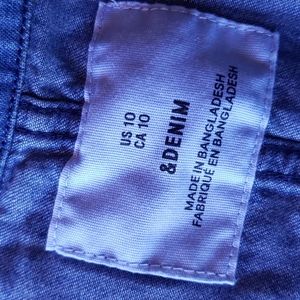 US 10
CA 10
&DENIM
MADE IN BANGLADESH
FABRIQUÉ EN BANGLADESH